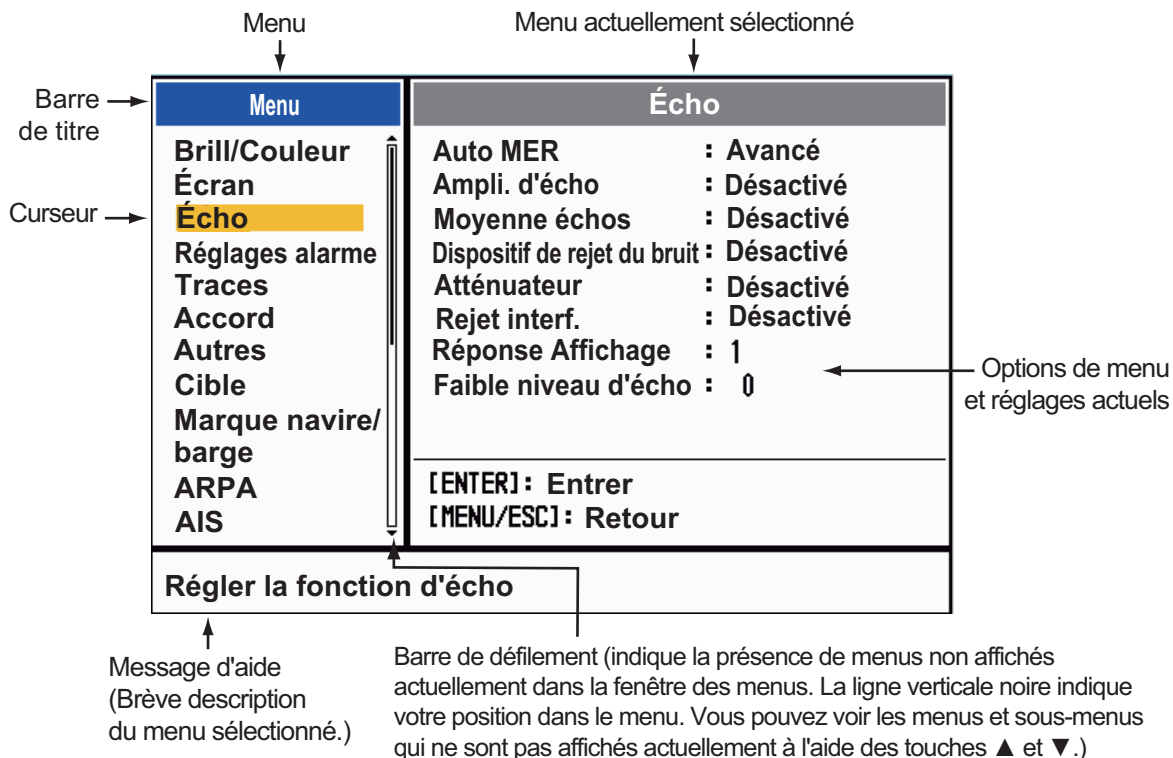 Menu
Menu actuellement sélectionné
Barre
de titre
Menu
Écho
Curseur
Brill/Couleur
Écran
Écho
Réglages alarme
Traces
Accord
Autres
Cible
Marque navire/
barge
ARPA
AIS
Auto MER : Avancé
Ampli. d'écho : Désactivé
Moyenne échos : Désactivé
Dispositif de rejet du bruit : Désactivé
Atténuateur : Désactivé
Rejet interf. : Désactivé
Réponse Affichage : 1
Faible niveau d'écho : 0
Options de menu
et réglages actuels
[ENTER]: Entrer
[MENU/ESC]: Retour
Régler la fonction d'écho
Message d'aide
(Brève description
du menu sélectionné.)
Barre de défilement (indique la présence de menus non affichés
actuellement dans la fenêtre des menus. La ligne verticale noire indique
votre position dans le menu. Vous pouvez voir les menus et sous-menus
qui ne sont pas affichés actuellement à l'aide des touches ▲ et ▼.)